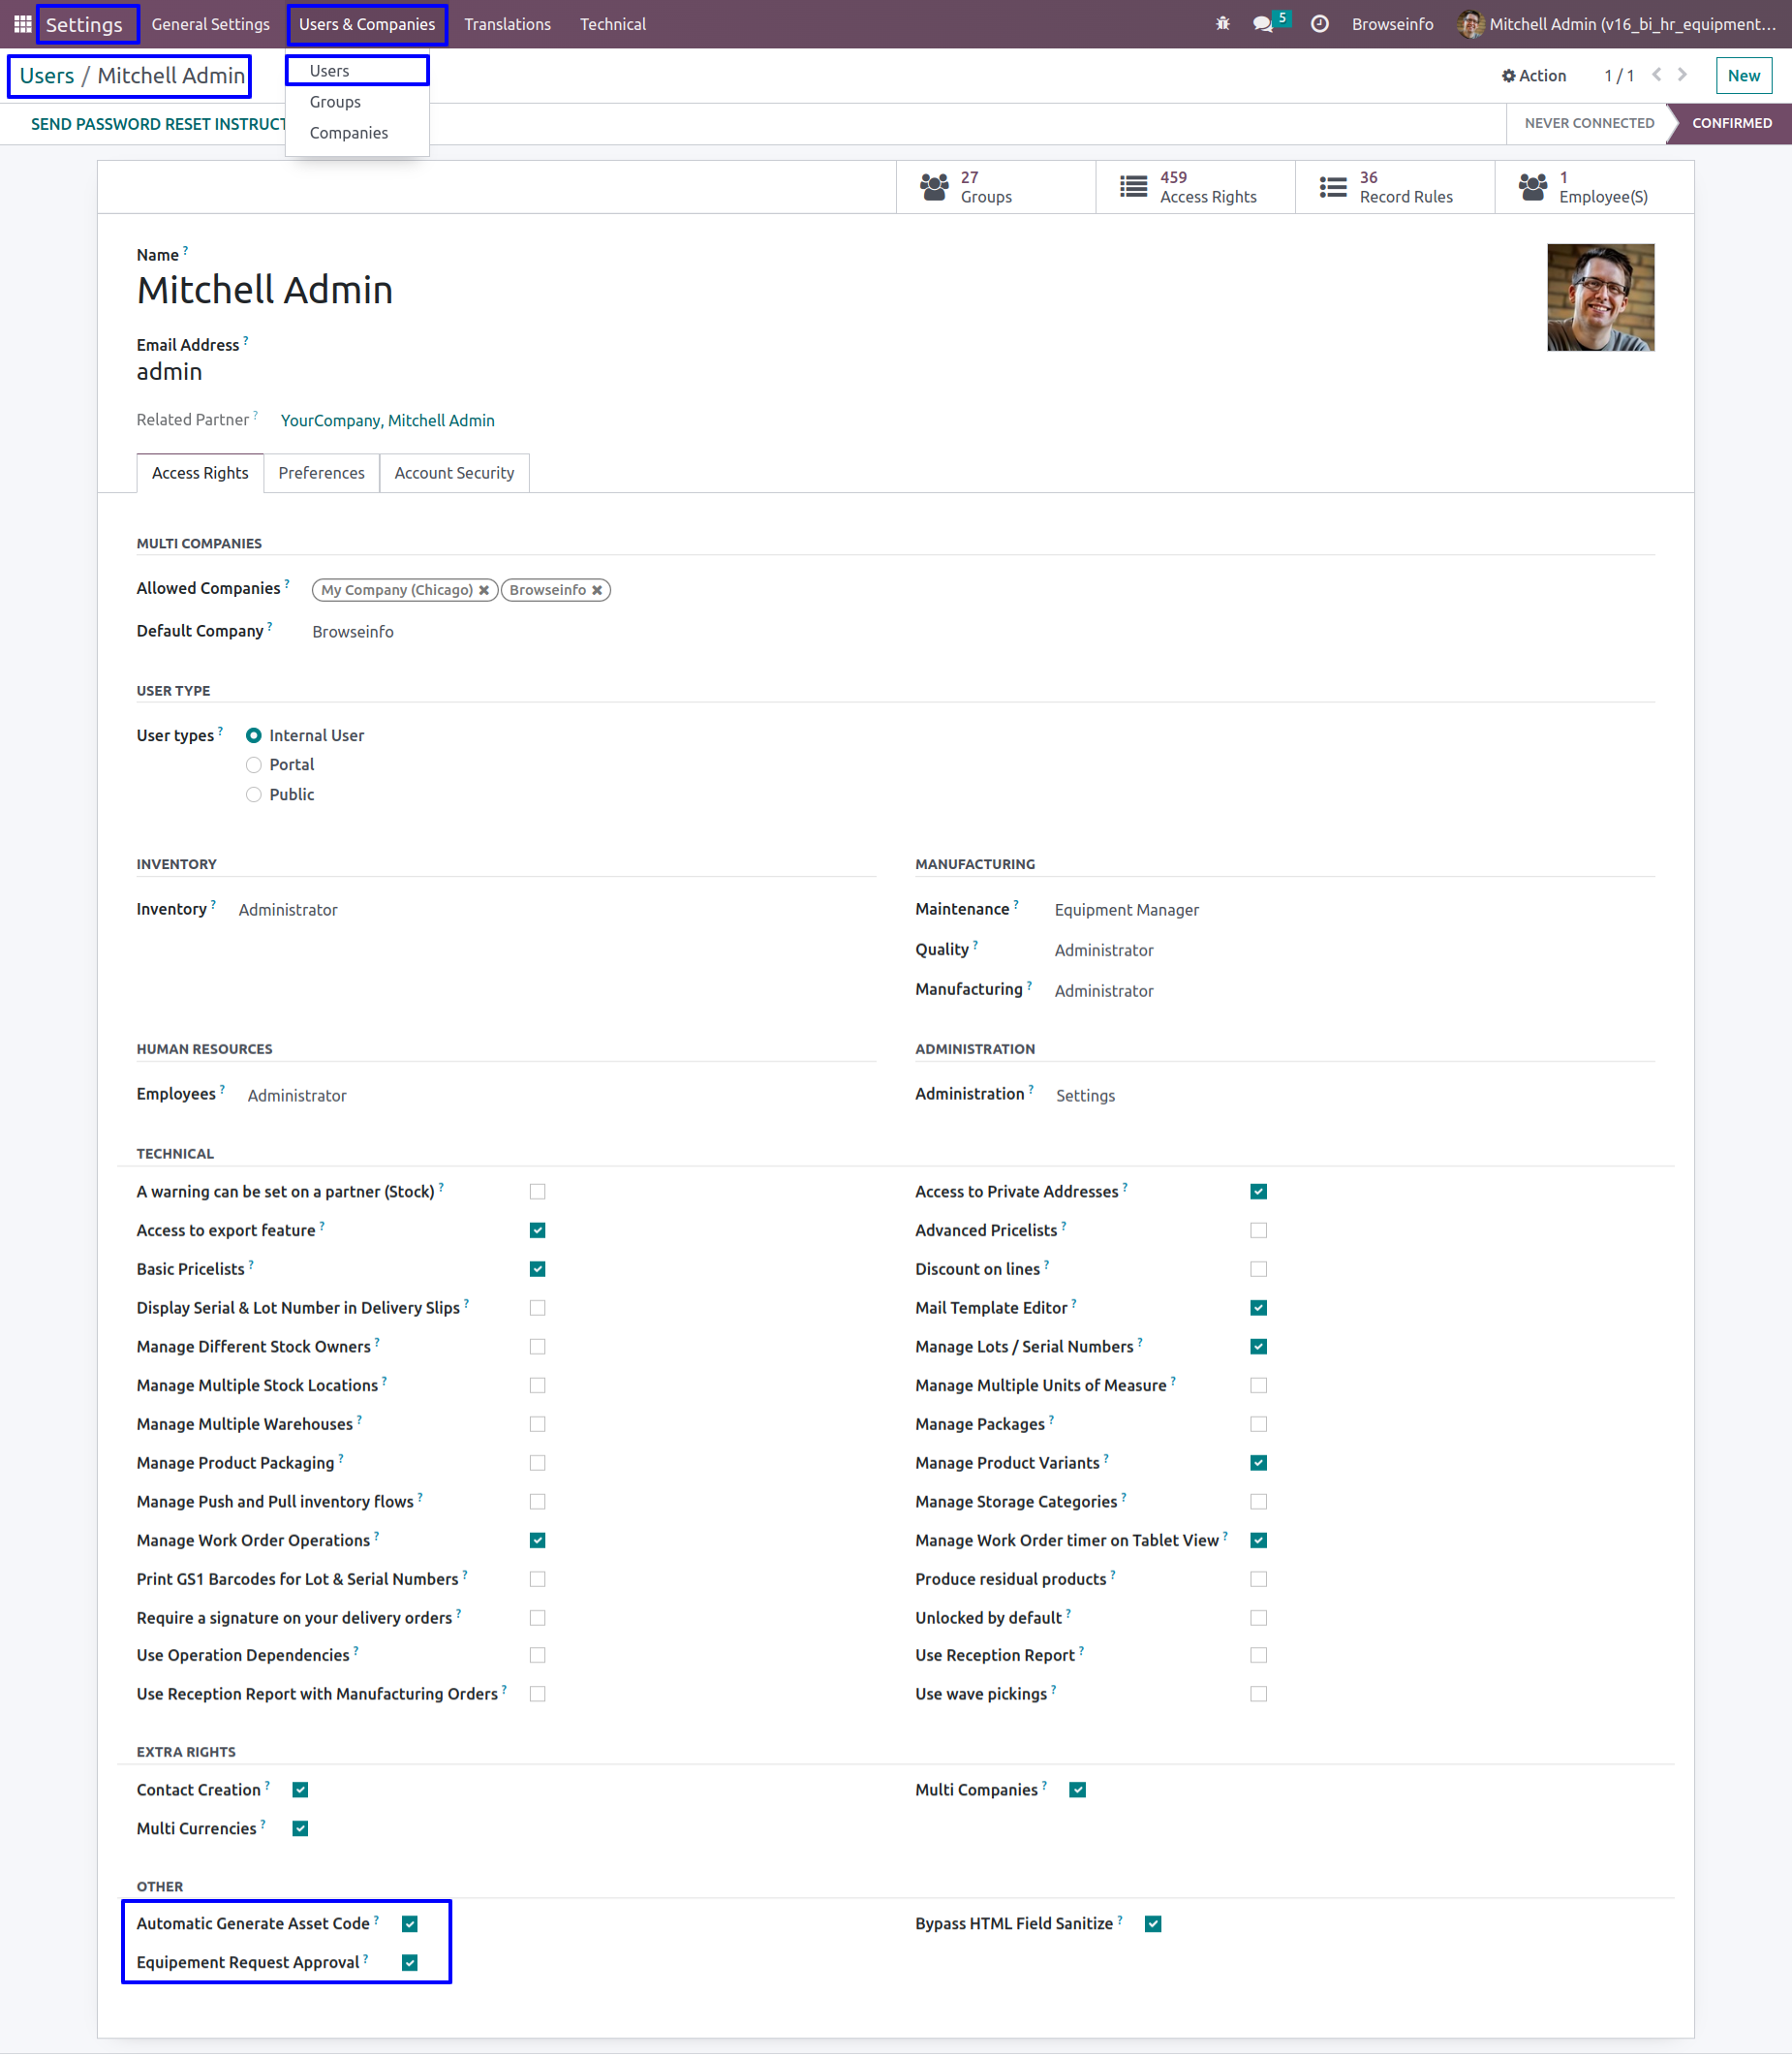 Settings General Settings Users & Companies Translations Technical 5 Browseinfo Mitchell Admin (v16_bi_hr_equipment...
Users / Mitchell Admin Users Action 1 / 1 New
Groups
SEND PASSWORD RESET INSTRUCT Companies NEVER CONNECTED CONFIRMED
27 Groups 459 Access Rights 36 Record Rules 1 Employee(S)
Name ?
Mitchell Admin
Email Address ?
admin
Related Partner ? YourCompany, Mitchell Admin
Access Rights Preferences Account Security
MULTI COMPANIES
Allowed Companies ? My Company (Chicago) ✖ Browseinfo ✖
Default Company ? Browseinfo
USER TYPE
User types ? Internal User
Portal
Public
INVENTORY MANUFACTURING
Inventory ? Administrator Maintenance ? Equipment Manager
Quality ? Administrator
Manufacturing ? Administrator
HUMAN RESOURCES ADMINISTRATION
Employees ? Administrator Administration ? Settings
TECHNICAL
A warning can be set on a partner (Stock) ? Access to Private Addresses ?
Access to export feature ? Advanced Pricelists ?
Basic Pricelists ? Discount on lines ?
Display Serial & Lot Number in Delivery Slips ? Mail Template Editor ?
Manage Different Stock Owners ? Manage Lots / Serial Numbers ?
Manage Multiple Stock Locations ? Manage Multiple Units of Measure ?
Manage Multiple Warehouses ? Manage Packages ?
Manage Product Packaging ? Manage Product Variants ?
Manage Push and Pull inventory flows ? Manage Storage Categories ?
Manage Work Order Operations ? Manage Work Order timer on Tablet View ?
Print GS1 Barcodes for Lot & Serial Numbers ? Produce residual products ?
Require a signature on your delivery orders ? Unlocked by default ?
Use Operation Dependencies ? Use Reception Report ?
Use Reception Report with Manufacturing Orders ? Use wave pickings ?
EXTRA RIGHTS
Contact Creation ? Multi Companies ?
Multi Currencies ?
OTHER
Automatic Generate Asset Code ? Bypass HTML Field Sanitize ?
Equipement Request Approval ?